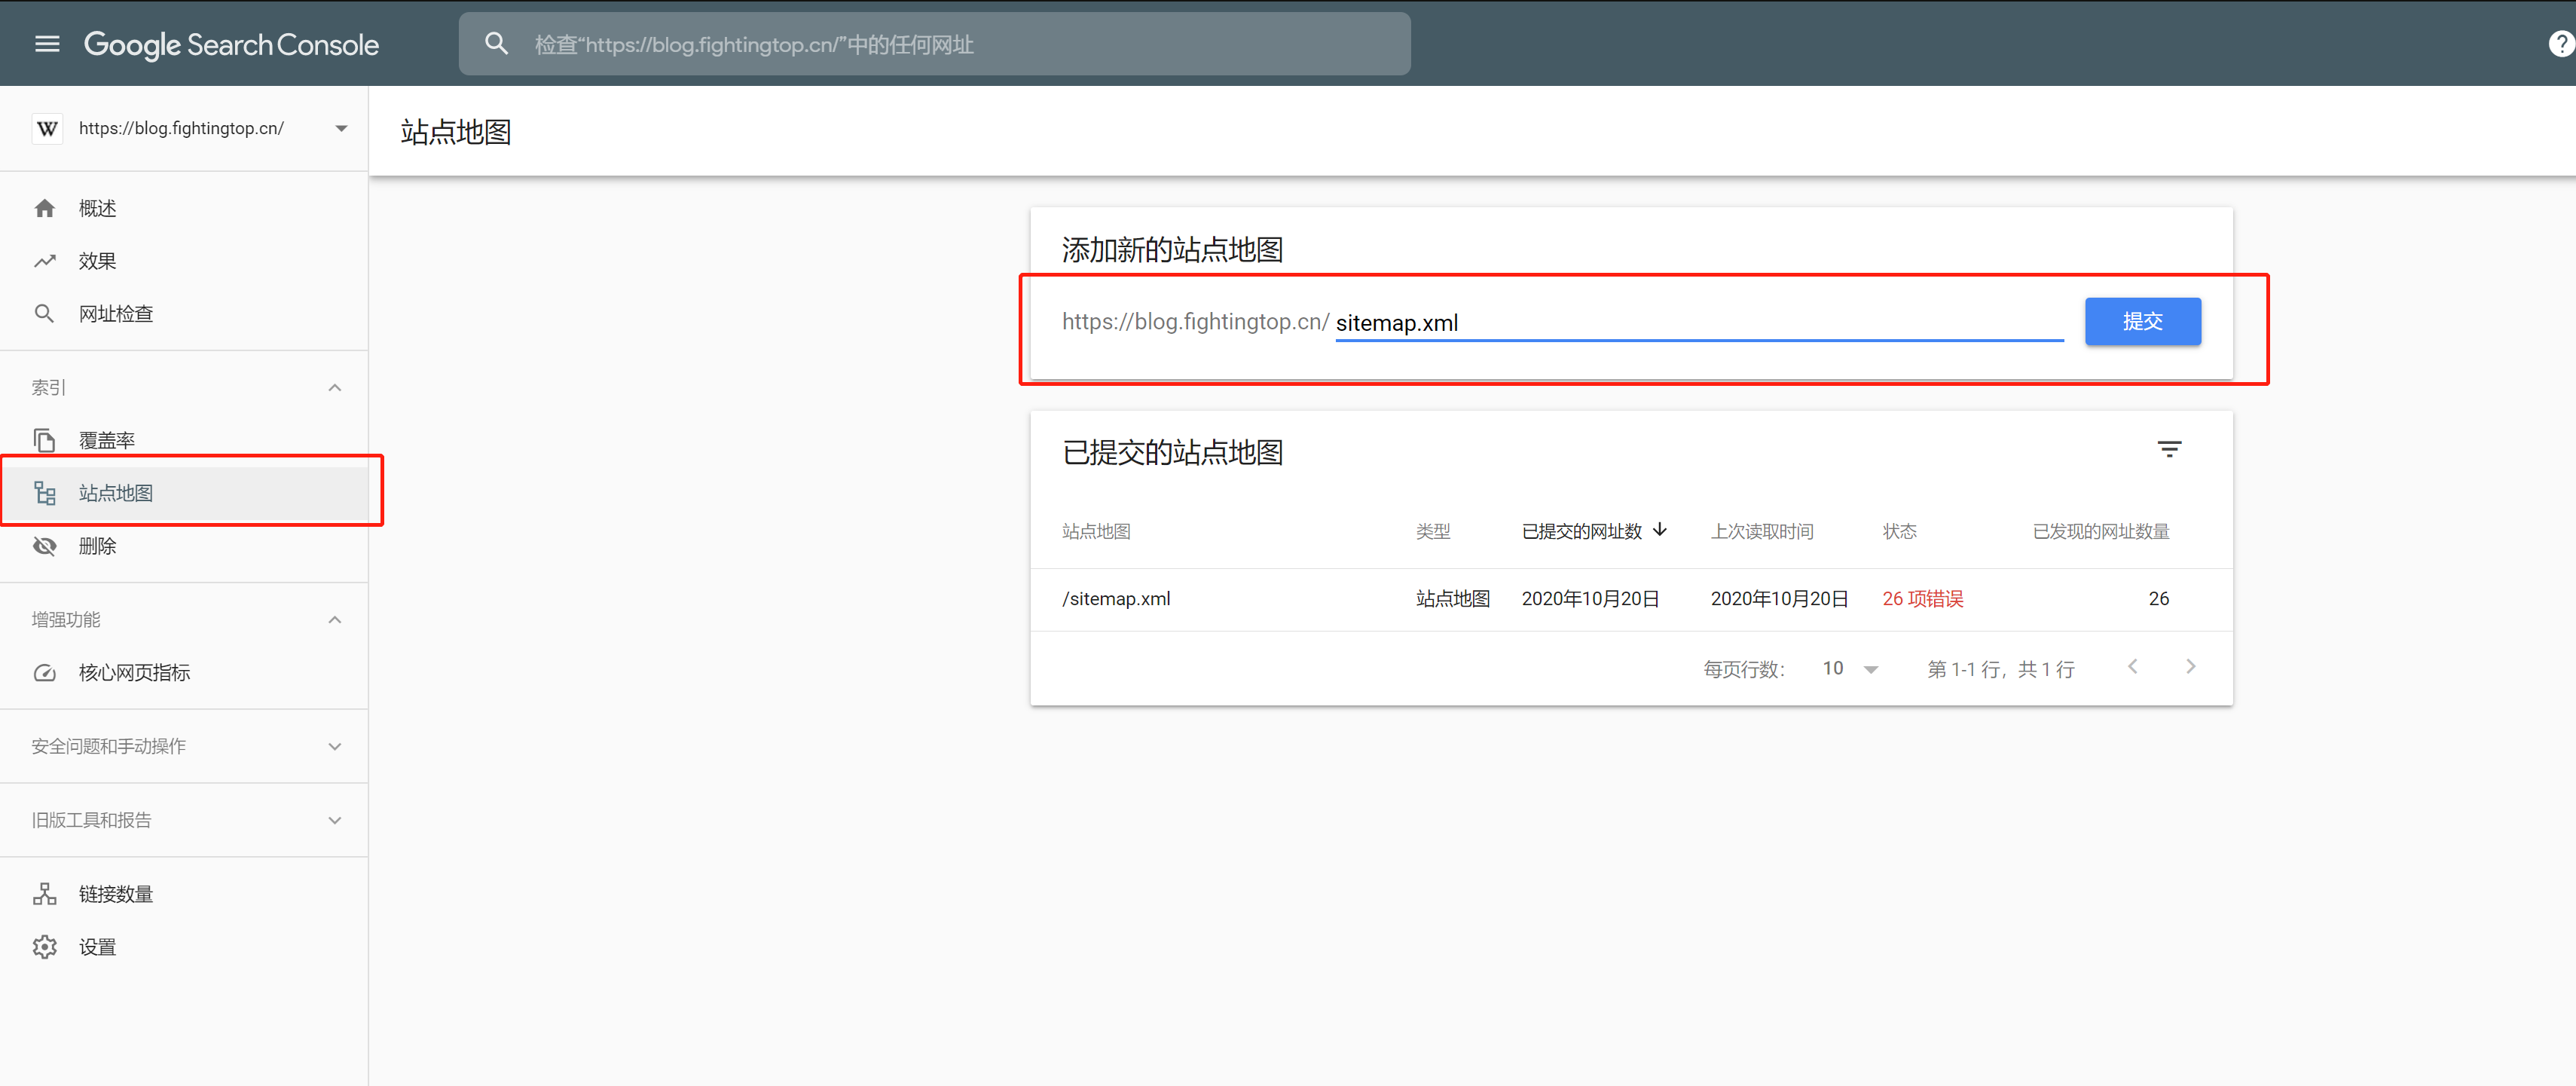 Google Search Console
检查“https://blog.fightingtop.cn/”中的任何网址
?
W https://blog.fightingtop.cn/
站点地图
概述
效果
网址检查
索引
覆盖率
站点地图
删除
增强功能
核心网页指标
安全问题和手动操作
旧版工具和报告
链接数量
设置
添加新的站点地图
https://blog.fightingtop.cn/ sitemap.xml 提交
已提交的站点地图
站点地图 类型 已提交的网址数 上次读取时间 状态 已发现的网址数量
/sitemap.xml 站点地图 2020年10月20日 2020年10月20日 26 项错误 26
每页行数： 10 第 1-1 行，共 1 行